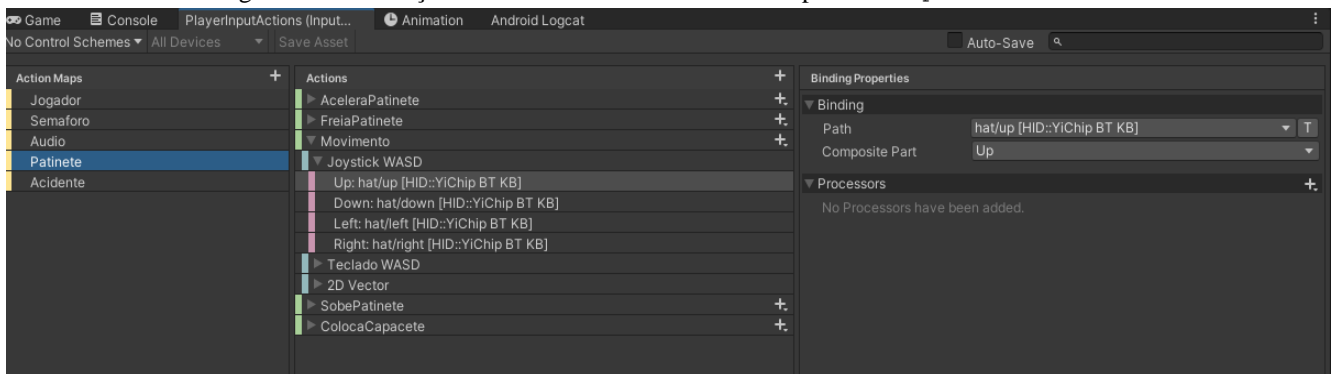 Game Console PlayerInputActions (Input... Animation Android Logcat
No Control Schemes All Devices Save Asset Auto-Save
Action Maps +
Jogador
Semaforo
Audio
Patinete
Acidente
Actions +
AceleraPatinete +
FreiaPatinete +
Movimento +
Joystick WASD
Up: hat/up [HID::YiChip BT KB]
Down: hat/down [HID::YiChip BT KB]
Left: hat/left [HID::YiChip BT KB]
Right: hat/right [HID::YiChip BT KB]
Teclado WASD
2D Vector
SobePatinete +
ColocaCapacete +
Binding Properties
Binding
Path hat/up [HID::YiChip BT KB] T
Composite Part Up
Processors +
No Processors have been added.